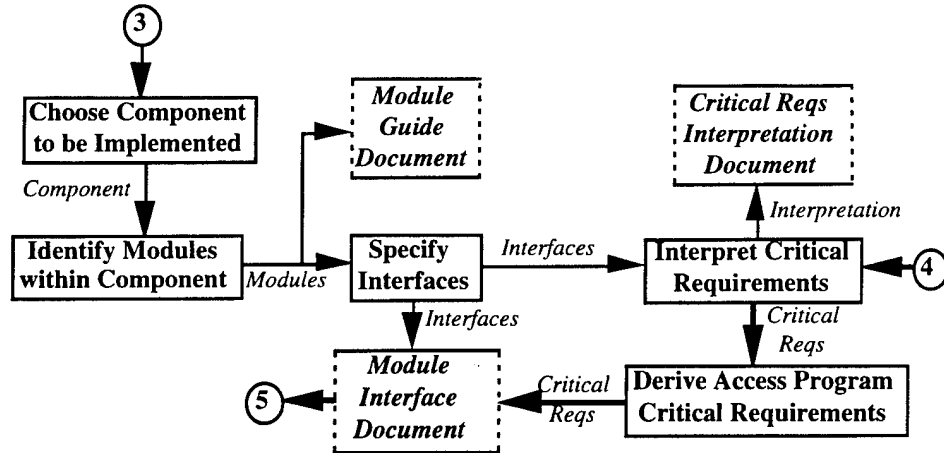 3
Choose Component
to be Implemented
Module
Guide
Document
Critical Reqs
Interpretation
Document
Component
Interpretation
Identify Modules
within Component
Modules
Specify
Interfaces
Interfaces
Interpret Critical
Requirements
4
Interfaces
Critical
Reqs
5
Module
Interface
Document
Critical
Reqs
Derive Access Program
Critical Requirements